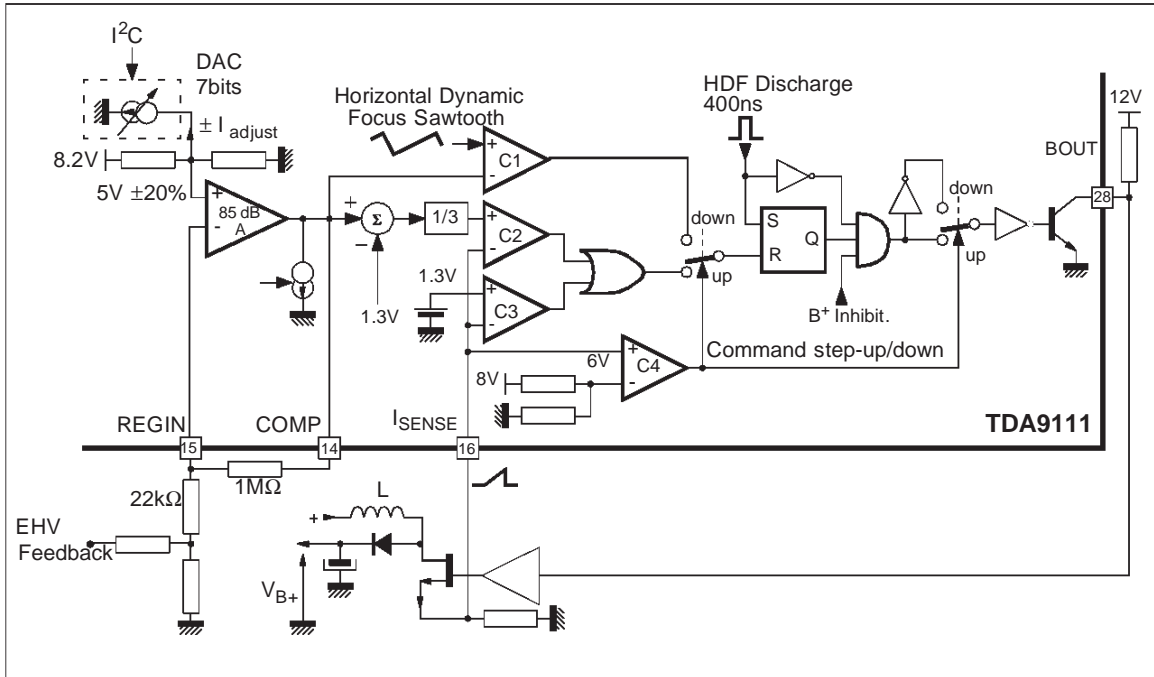 I²C
DAC
7bits
± I adjust
8.2V
5V ±20%
+
85 dB
A
-
Horizontal Dynamic
Focus Sawtooth
+
C1
-
HDF Discharge
400ns
12V
BOUT
28
+
Σ
−
1/3
1.3V
+
C2
-
1.3V
+
C3
-
down
up
S
R
Q
B+ Inhibit.
down
up
6V
8V
+
C4
-
Command step-up/down
TDA9111
REGIN
15
COMP
14
ISENSE
16
1MΩ
22kΩ
EHV
Feedback
L
+
VB+